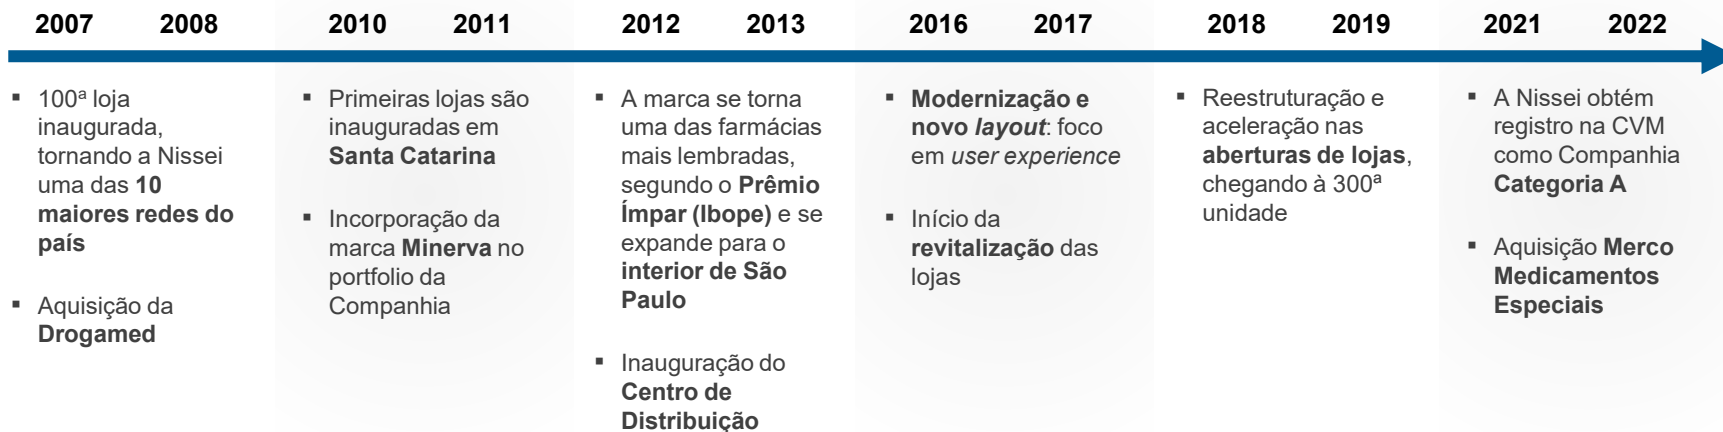 2007 2008 2010 2011 2012 2013 2016 2017 2018 2019 2021 2022
▪ 100ª loja
inaugurada,
tornando a Nissei
uma das 10
maiores redes do
país
▪ Aquisição da
Drogamed
▪ Primeiras lojas são
inauguradas em
Santa Catarina
▪ Incorporação da
marca Minerva no
portfolio da
Companhia
▪ A marca se torna
uma das farmácias
mais lembradas,
segundo o Prêmio
Ímpar (Ibope) e se
expande para o
interior de São
Paulo
▪ Inauguração do
Centro de
Distribuição
▪ Modernização e
novo layout: foco
em user experience
▪ Início da
revitalização das
lojas
▪ Reestruturação e
aceleração nas
aberturas de lojas,
chegando à 300ª
unidade
▪ A Nissei obtém
registro na CVM
como Companhia
Categoria A
▪ Aquisição Merco
Medicamentos
Especiais